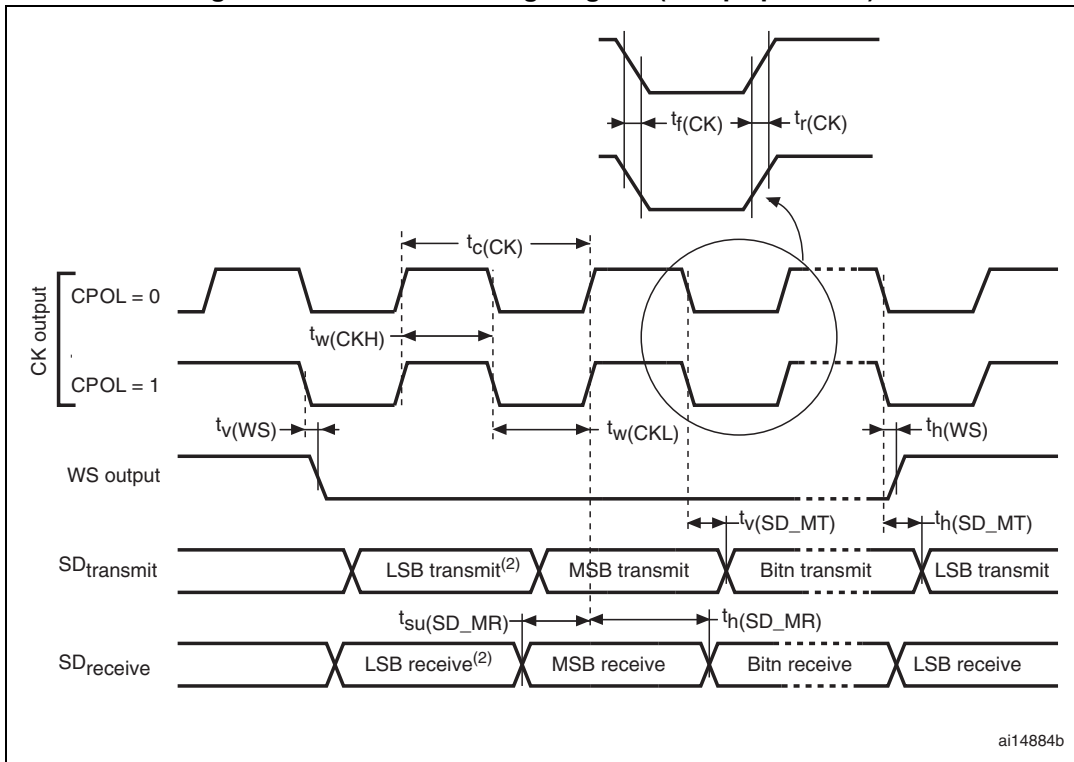 tf(CK)
tr(CK)
tc(CK)
CK output
CPOL = 0
tw(CKH)
CPOL = 1
tv(WS)
tw(CKL)
th(WS)
WS output
tv(SD_MT)
th(SD_MT)
SDtransmit
LSB transmit(2)
MSB transmit
Bitn transmit
LSB transmit
tsu(SD_MR)
th(SD_MR)
SDreceive
LSB receive(2)
MSB receive
Bitn receive
LSB receive
ai14884b